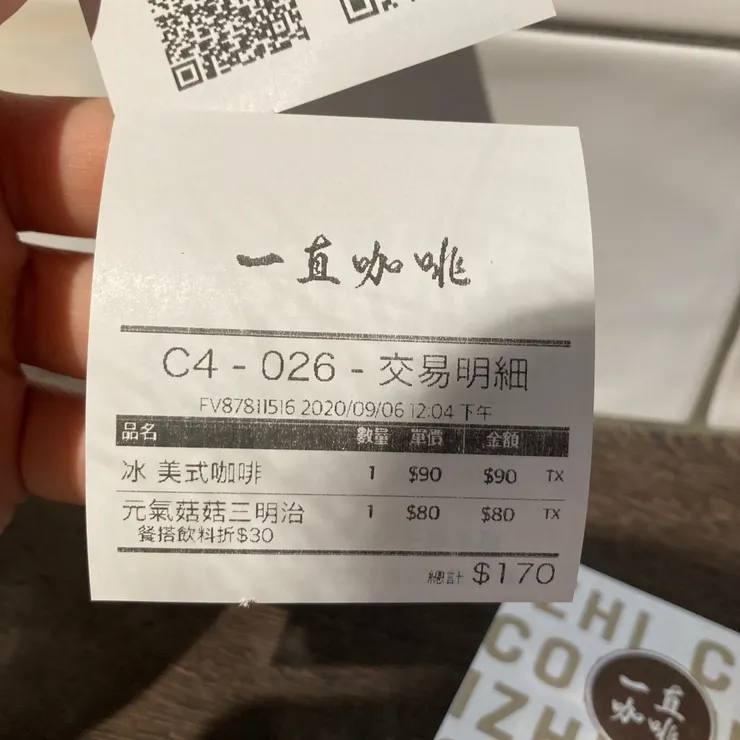 一直咖啡
C4 - 026 - 交易明細
FV87811516 2020/09/06 12:04 下午
品名 數量 單價 金額
冰 美式咖啡 1 $90 $90 TX
元氣菇菇三明治 1 $80 $80 TX
餐搭飲料折$30
總計 $170
ZHI C
CO
IZH
一直
咖啡